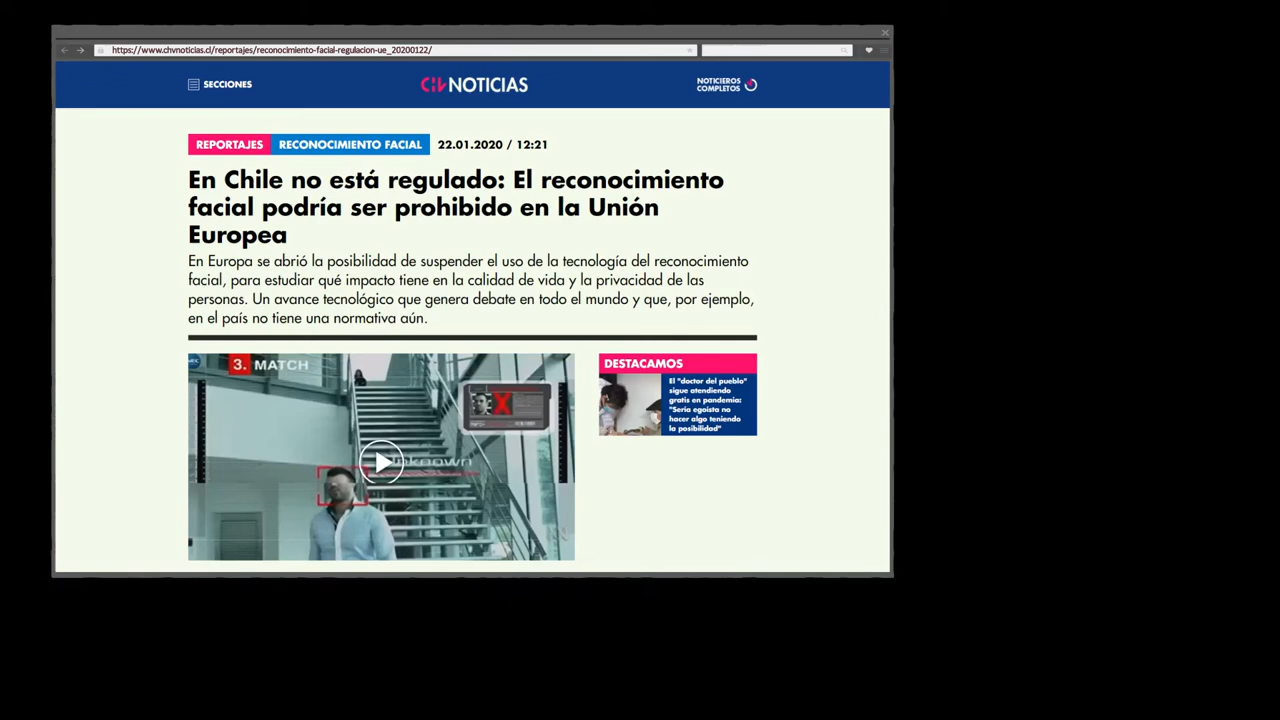 https://www.chvnoticias.cl/reportajes/reconocimiento-facial-regulacion-ue_20200122/
SECCIONES
CHV NOTICIAS
NOTICIEROS
COMPLETOS
REPORTAJES RECONOCIMIENTO FACIAL 22.01.2020 / 12:21
En Chile no está regulado: El reconocimiento
facial podría ser prohibido en la Unión
Europea
En Europa se abrió la posibilidad de suspender el uso de la tecnología del reconocimiento
facial, para estudiar qué impacto tiene en la calidad de vida y la privacidad de las
personas. Un avance tecnológico que genera debate en todo el mundo y que, por ejemplo,
en el país no tiene una normativa aún.
3. MATCH
Unknown
DESTACAMOS
El "doctor del pueblo"
sigue atendiendo
gratis en pandemia:
"Sería egoísta no
hacer algo teniendo
la posibilidad"